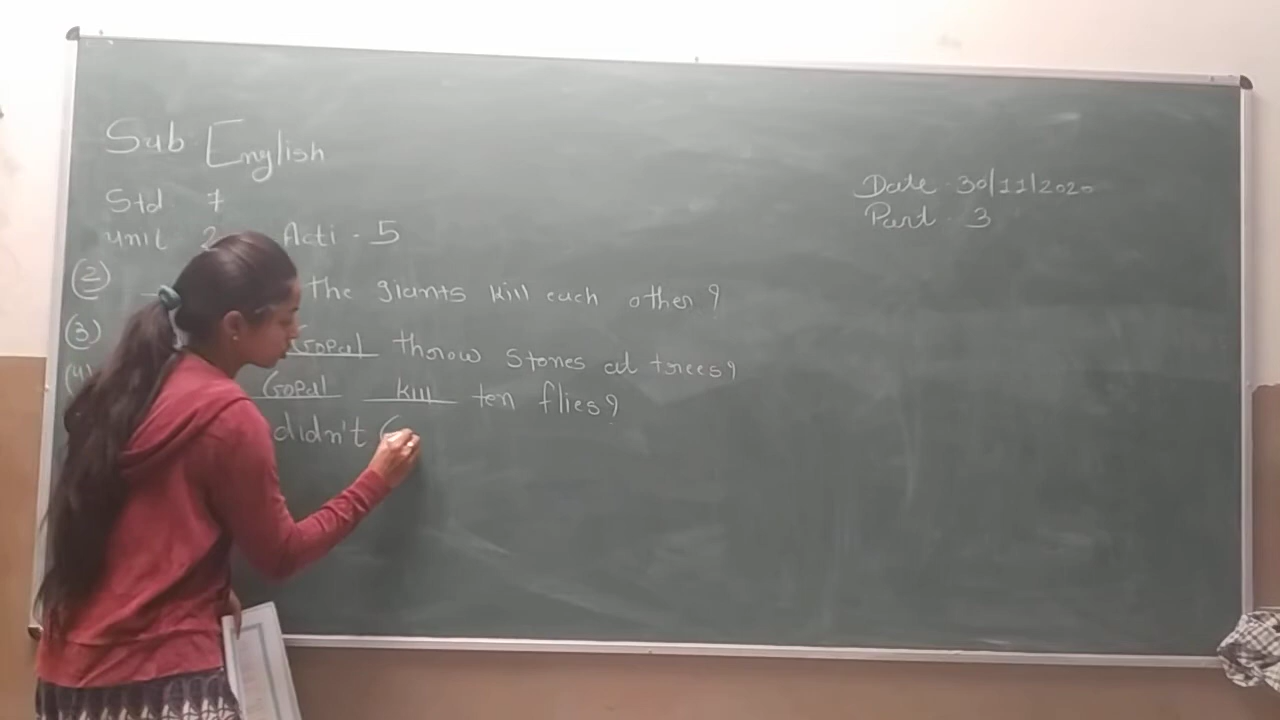 Sub English
Std 7
Unit 2 Acti - 5
Date - 30/11/2020
Part - 3
(2) the giants kill each other?
(3) Gopal throw stones at trees?
(4) Gopal kill ten flies?
didn't